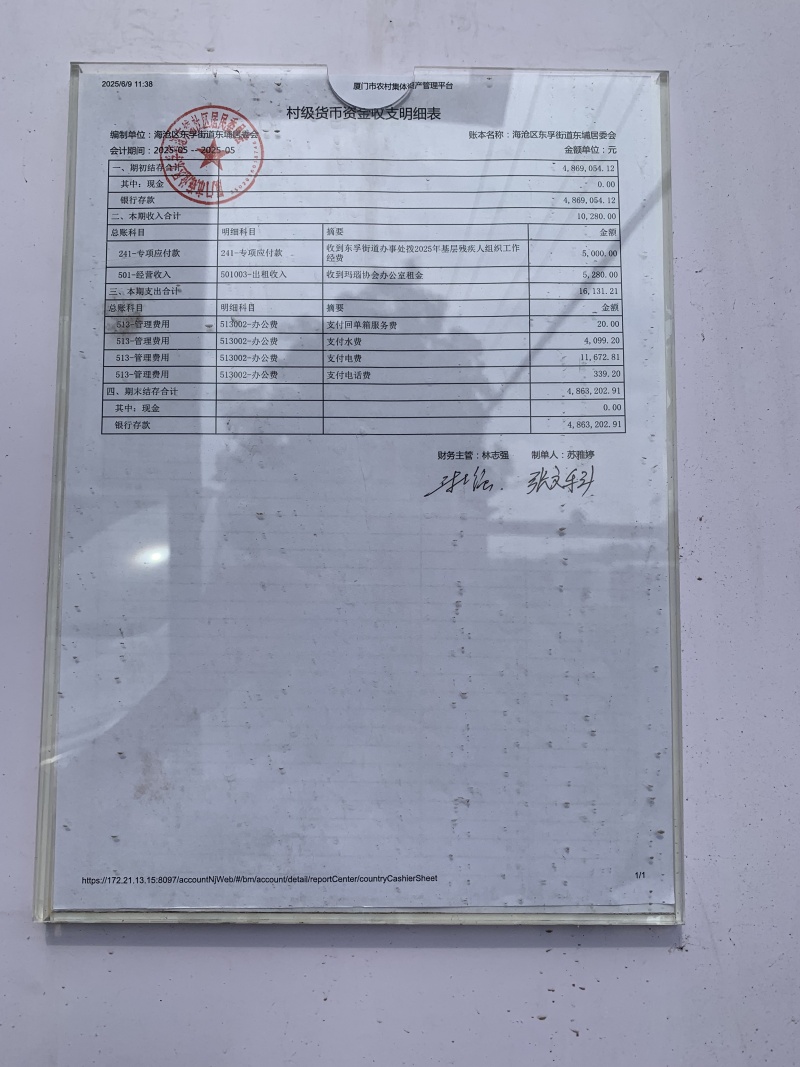 2025/6/9 11:38
厦门市农村集体资产管理平台
村级货币资金收支明细表
编制单位：海沧区东孚街道东埔居委会 账本名称：海沧区东孚街道东埔居委会
会计期间：2025-05 - 2025-05 金额单位：元
一、期初结存合计 4,869,054.12
其中：现金 0.00
银行存款 4,869,054.12
二、本期收入合计 10,280.00
总账科目 明细科目 摘要 金额
241-专项应付款 241-专项应付款 收到东孚街道办事处拨2025年基层残疾人组织工作经费 5,000.00
501-经营收入 501003-出租收入 收到玛瑙协会办公室租金 5,280.00
三、本期支出合计 16,131.21
总账科目 明细科目 摘要 金额
513-管理费用 513002-办公费 支付回单箱服务费 20.00
513-管理费用 513002-办公费 支付水费 4,099.20
513-管理费用 513002-办公费 支付电费 11,672.81
513-管理费用 513002-办公费 支付电话费 339.20
四、期末结存合计 4,863,202.91
其中：现金 0.00
银行存款 4,863,202.91
财务主管：林志强 制单人：苏雅婷
https://172.21.13.15:8097/accountNjWeb/#/bm/account/detail/reportCenter/countryCashierSheet 1/1